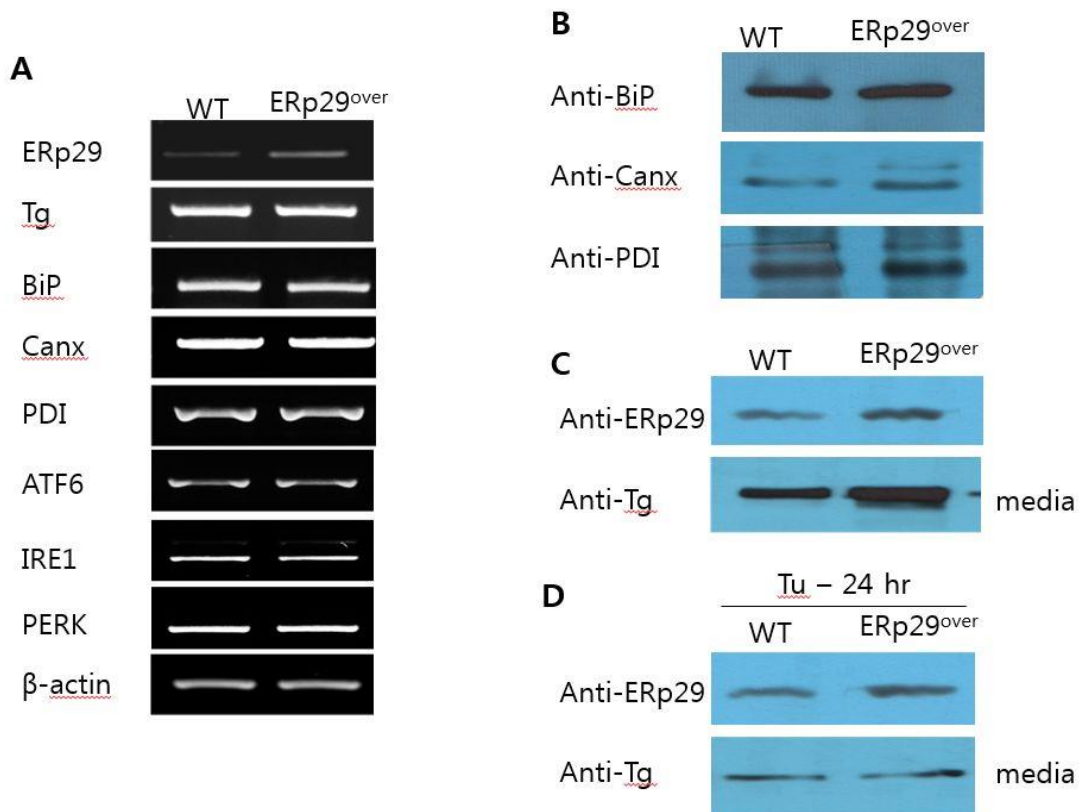 A
WT ERp29over
ERp29
Tg
BiP
Canx
PDI
ATF6
IRE1
PERK
β-actin
B
WT ERp29over
Anti-BiP
Anti-Canx
Anti-PDI
C
WT ERp29over
Anti-ERp29
Anti-Tg media
D
Tu – 24 hr
WT ERp29over
Anti-ERp29
Anti-Tg media